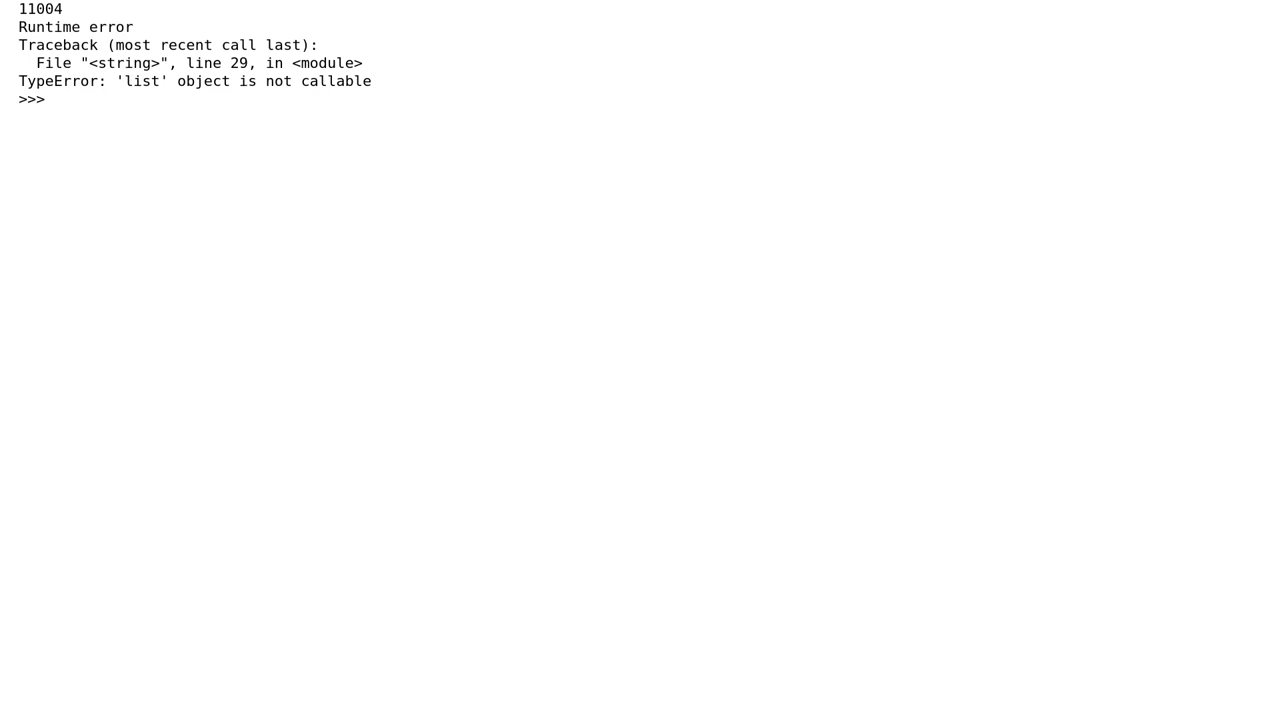 11004
Runtime error
Traceback (most recent call last):
  File "<string>", line 29, in <module>
TypeError: 'list' object is not callable
>>>